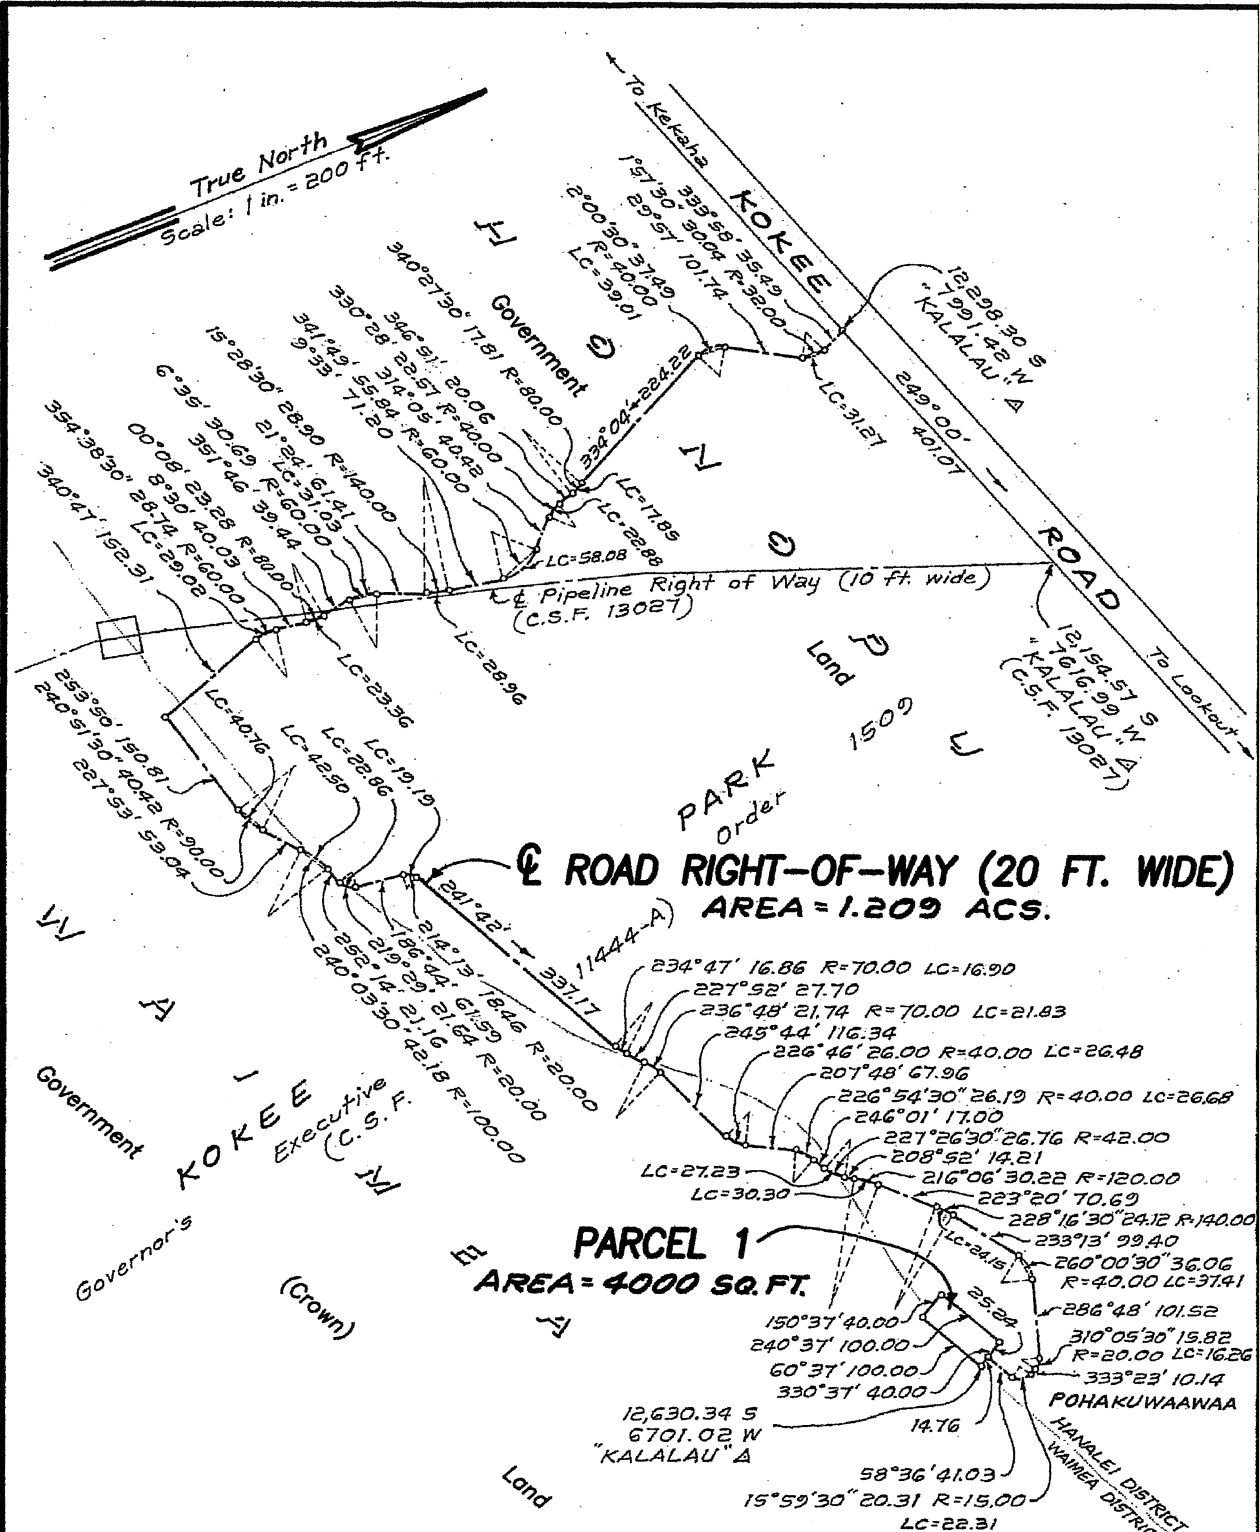 True North
Scale: 1 in. = 200 ft.
To Kekaha
KOKEE
ROAD
To Lookout
249°00'
401.07
12,298.30 S
7991.42 W
"KALALAU" Δ
12,154.57 S
7616.99 W
"KALALAU" Δ
(C.S.F. 13027)
333°58' 35.49
1°57'30" 30.04 R=32.00
29°57' 101.74
2°00'30" 37.49
R=40.00
LC=39.01
LC=31.27
334°04' 224.22
340°27'30" 17.81 R=80.00
346°51' 20.06
330°28' 22.57 R=40.00
314°05' 40.42
341°49' 55.84 R=60.00
9°33' 71.20
LC=17.85
LC=22.88
LC=58.08
15°28'30" 28.90 R=140.00
21°24' 61.41
LC=31.03
6°35' 30.69 R=60.00
351°46' 39.44
00°08' 23.28 R=80.00
8°30' 40.03
354°38'30" 28.74 R=60.00
LC=29.02
340°47' 152.31
LC=28.96
LC=23.36
℄ Pipeline Right of Way (10 ft. wide)
(C.S.F. 13027)
HONOPU
Government
Land
PARK
Order
1509
253°50' 150.81
240°51'30" 40.42 R=90.00
227°53' 53.04
LC=40.76
LC=42.50
LC=22.86
LC=19.19
℄ ROAD RIGHT-OF-WAY (20 FT. WIDE)
AREA = 1.209 ACS.
241°42'
337.17
11444-A)
214°13' 18.46 R=20.00
186°44' 61.59
219°29' 21.64 R=20.00
252°14' 21.16
240°03'30" 42.18 R=100.00
234°47' 16.86 R=70.00 LC=16.90
227°52' 27.70
236°48' 21.74 R=70.00 LC=21.83
245°44' 116.34
226°46' 26.00 R=40.00 LC=26.48
207°48' 67.96
226°54'30" 26.19 R=40.00 LC=26.68
246°01' 17.00
227°26'30" 26.76 R=42.00
208°52' 14.21
216°06' 30.22 R=120.00
223°20' 70.69
228°16'30" 24.12 R=140.00
233°13' 99.40
260°00'30" 36.06
R=40.00 LC=37.41
286°48' 101.52
310°05'30" 15.82
R=20.00 LC=16.26
333°23' 10.14
LC=27.23
LC=30.30
LC=24.15
WAIMEA
Government
KOKEE
Executive
(C.S.F.
Governor's
(Crown)
Land
PARCEL 1
AREA = 4000 SQ. FT.
25.24
150°37' 40.00
240°37' 100.00
60°37' 100.00
330°37' 40.00
12,630.34 S
6701.02 W
"KALALAU" Δ
14.76
58°36' 41.03
15°59'30" 20.31 R=15.00
LC=22.31
POHAKUWAAWAA
HANALEI DISTRICT
WAIMEA